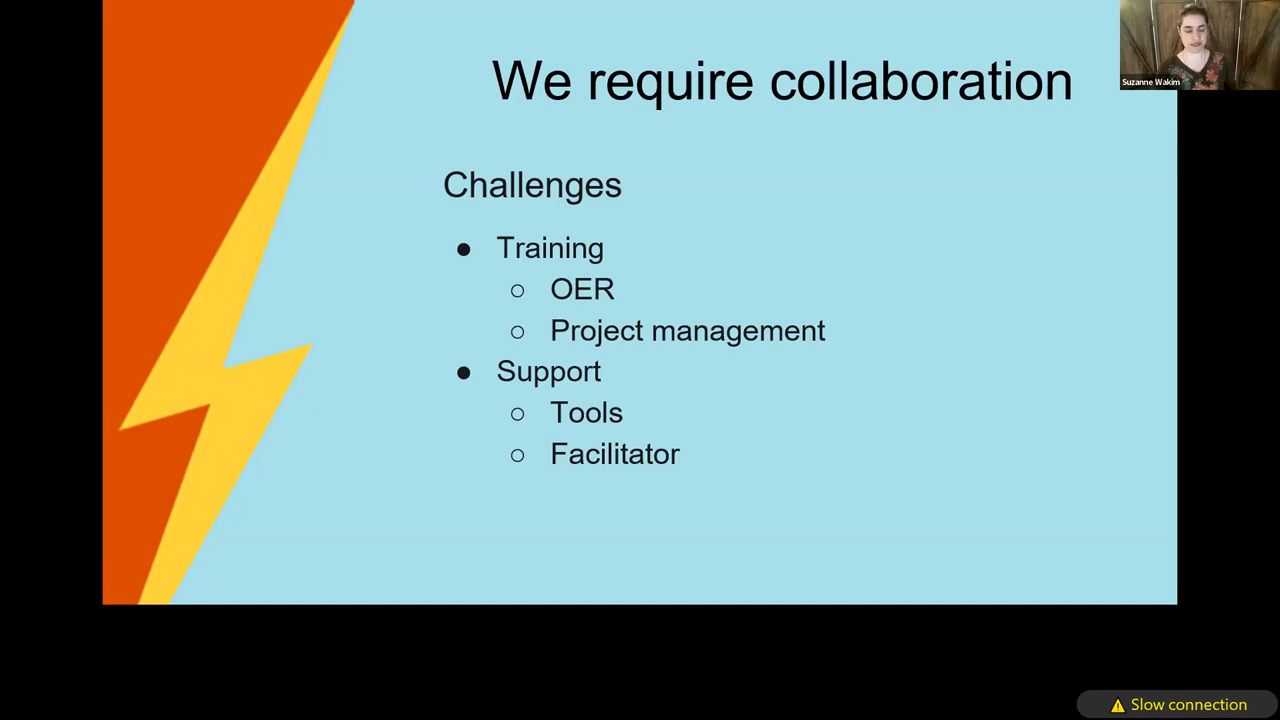 We require collaboration
Suzanne Wakim
Challenges
● Training
○ OER
○ Project management
● Support
○ Tools
○ Facilitator
Slow connection